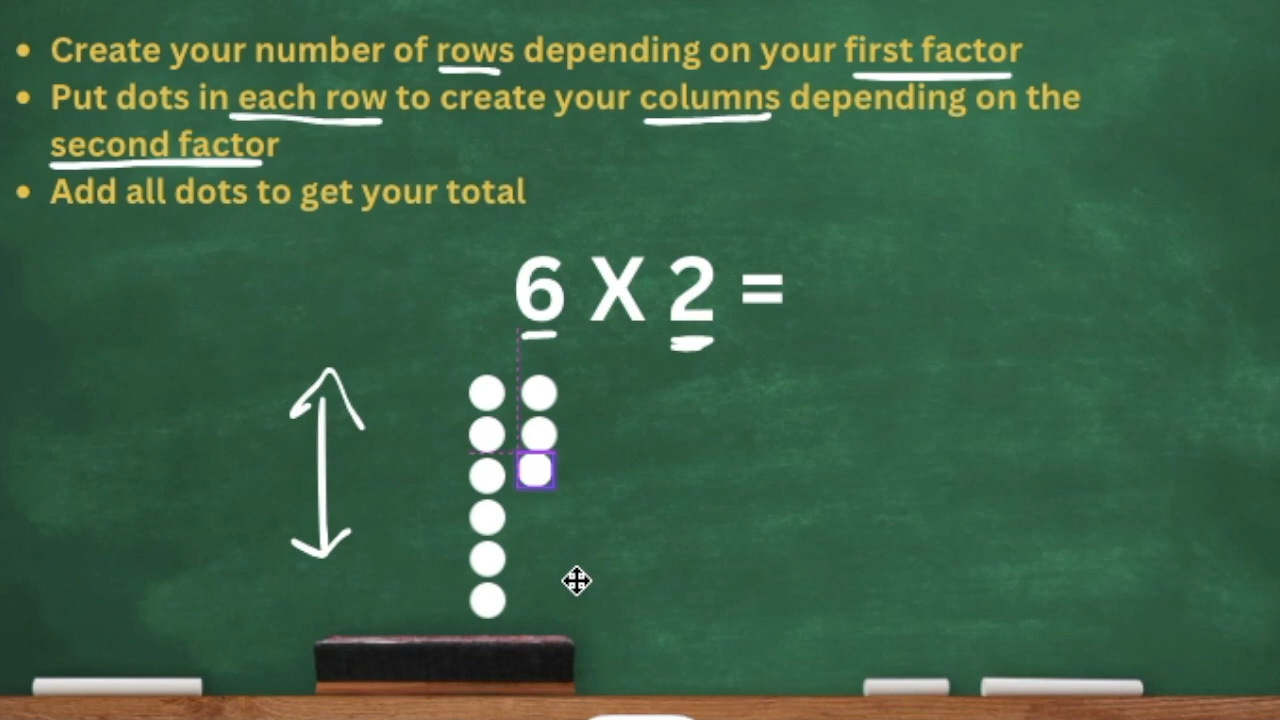 • Create your number of rows depending on your first factor
• Put dots in each row to create your columns depending on the
second factor
• Add all dots to get your total
6 X 2 =